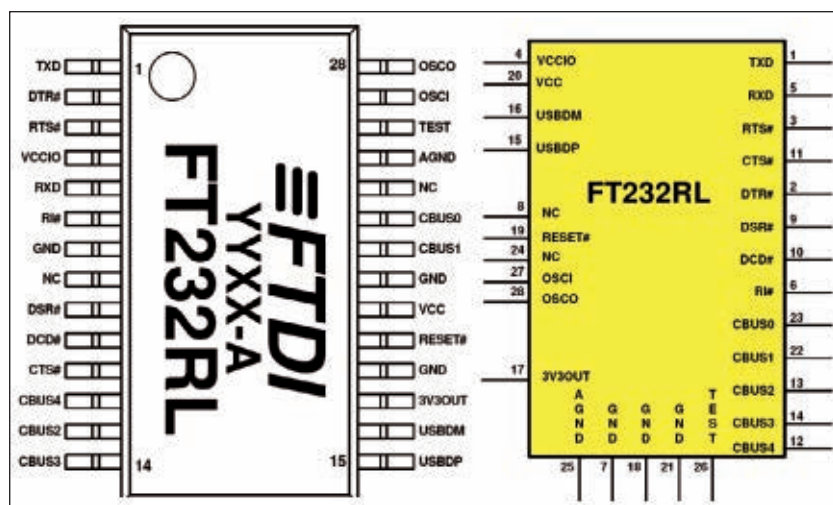 TXD
DTR#
RTS#
VCCIO
RXD
RI#
GND
NC
DSR#
DCD#
CTS#
CBUS4
CBUS2
CBUS3
1
28
14
15
FTDI
YYXX-A
FT232RL
OSCO
OSCI
TEST
AGND
NC
CBUS0
CBUS1
GND
VCC
RESET#
GND
3V3OUT
USBDM
USBDP
4 VCCIO
20 VCC
16 USBDM
15 USBDP
8 NC
19 RESET#
24 NC
27 OSCI
28 OSCO
17 3V3OUT
FT232RL
TXD 1
RXD 5
RTS# 3
CTS# 11
DTR# 2
DSR# 9
DCD# 10
RI# 6
CBUS0 23
CBUS1 22
CBUS2 13
CBUS3 14
CBUS4 12
AGND 25
GND 7
GND 18
GND 21
TEST 26